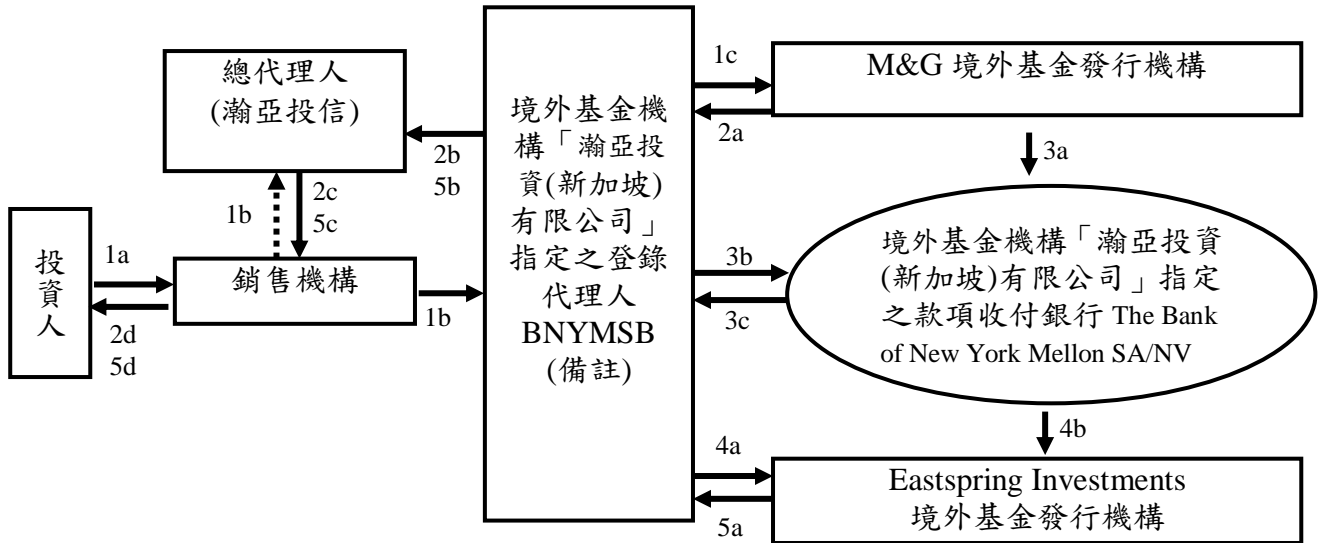 總代理人
(瀚亞投信)
1b
2c
5c
投
資
人
1a
2d
5d
銷售機構
1b
2b
5b
境外基金機
構「瀚亞投
資(新加坡)
有限公司」
指定之登錄
代理人
BNYMSB
(備註)
1c
2a
M&G 境外基金發行機構
3a
3b
3c
境外基金機構「瀚亞投資
(新加坡)有限公司」指定
之款項收付銀行 The Bank
of New York Mellon SA/NV
4b
4a
5a
Eastspring Investments
境外基金發行機構